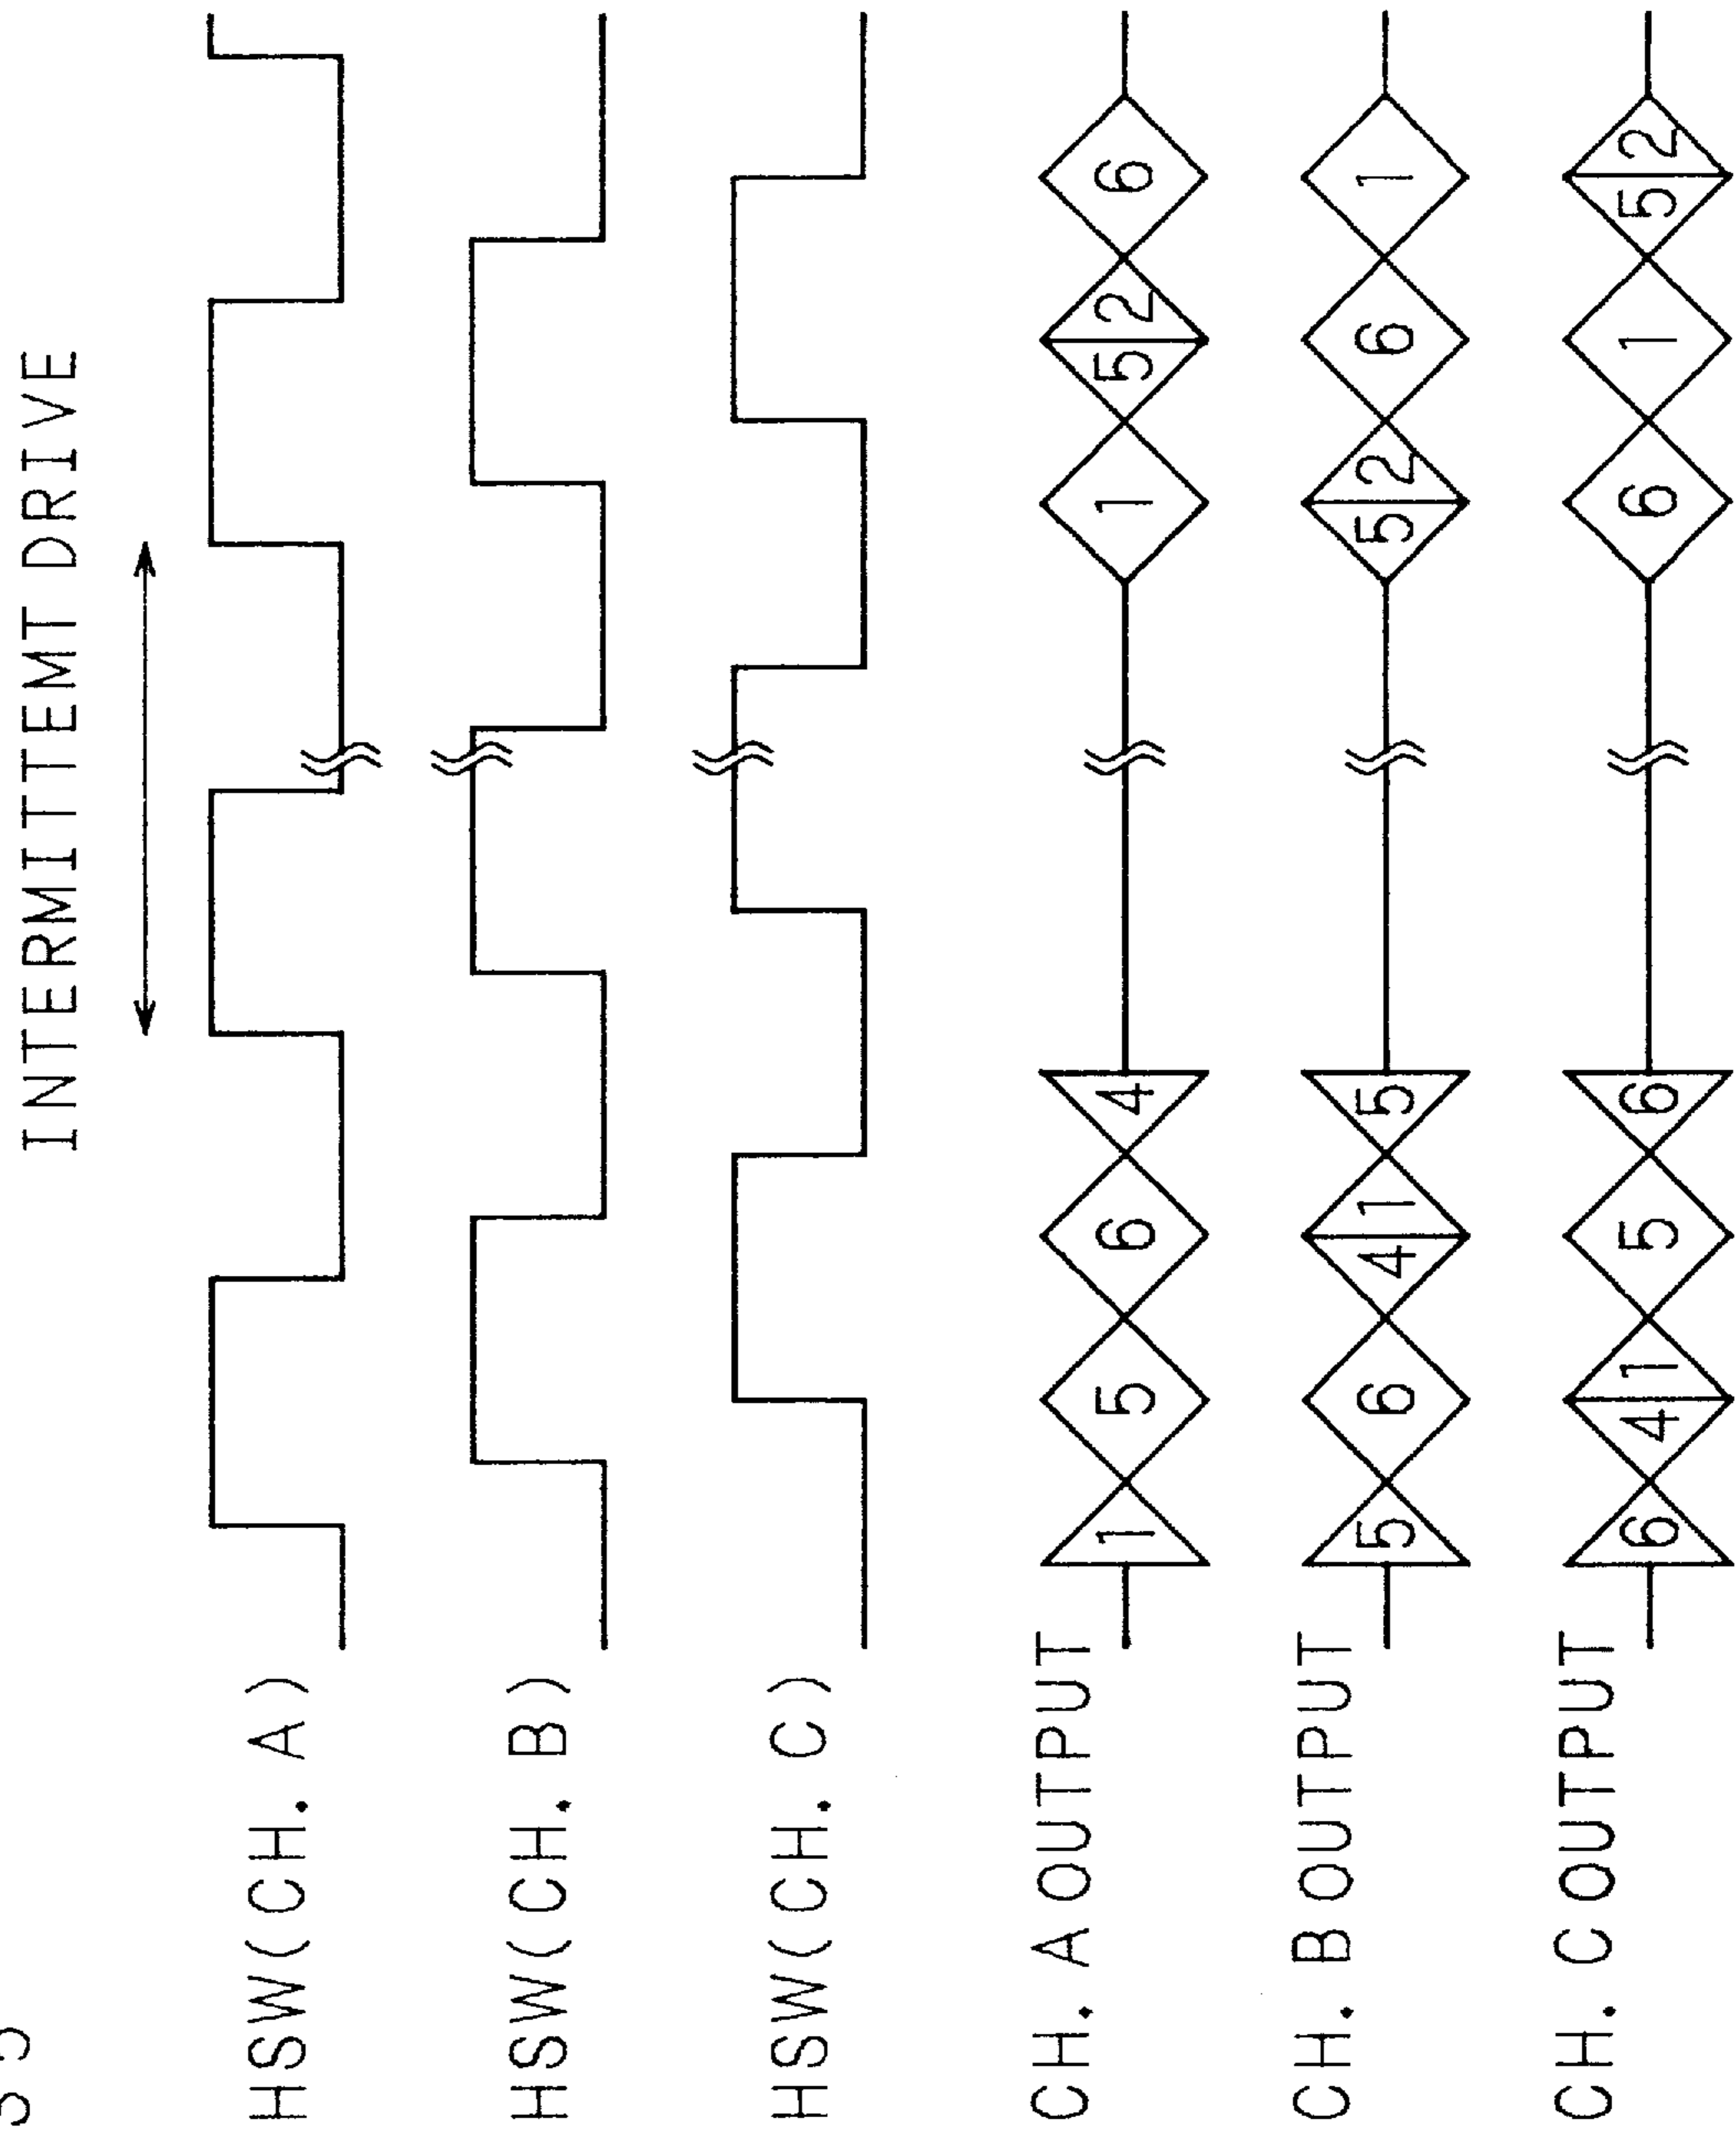 INTERMITTEMT DRIVE
HSW(CH. A)
HSW(CH. B)
HSW(CH. C)
CH. A OUTPUT 1 5 6 4 1 5 2 6
CH. B OUTPUT 5 6 4 1 5 5 2 6 1
CH. C OUTPUT 6 4 1 5 6 6 1 5 2